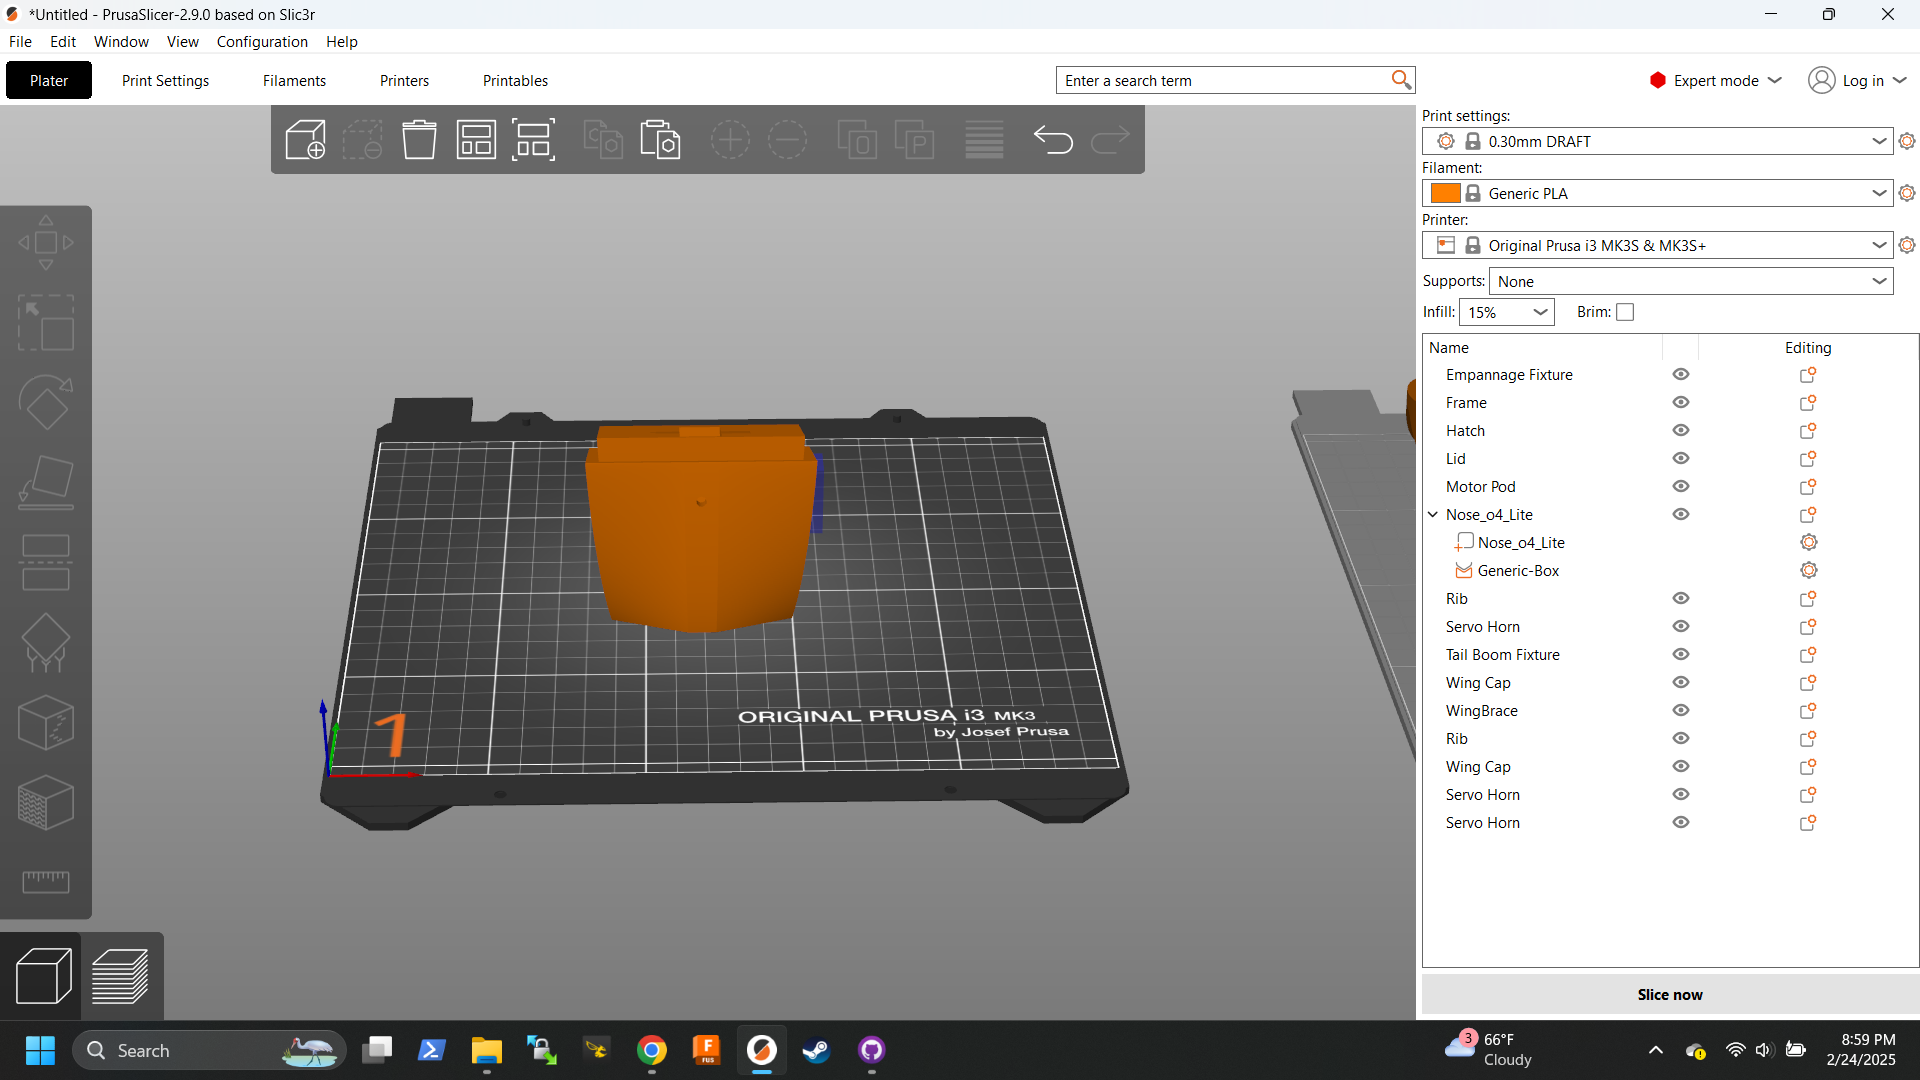 *Untitled - PrusaSlicer-2.9.0 based on Slic3r
File Edit Window View Configuration Help
Plater Print Settings Filaments Printers Printables Enter a search term Expert mode Log in
Print settings:
0.30mm DRAFT
Filament:
Generic PLA
Printer:
Original Prusa i3 MK3S & MK3S+
Supports: None
Infill: 15% Brim:
Name Editing
Empannage Fixture
Frame
Hatch
Lid
Motor Pod
Nose_o4_Lite
Nose_o4_Lite
Generic-Box
Rib
Servo Horn
Tail Boom Fixture
Wing Cap
WingBrace
Rib
Wing Cap
Servo Horn
Servo Horn
1
ORIGINAL PRUSA i3 MK3
by Josef Prusa
Slice now
Search
FUS
3
66°F
Cloudy
8:59 PM
2/24/2025